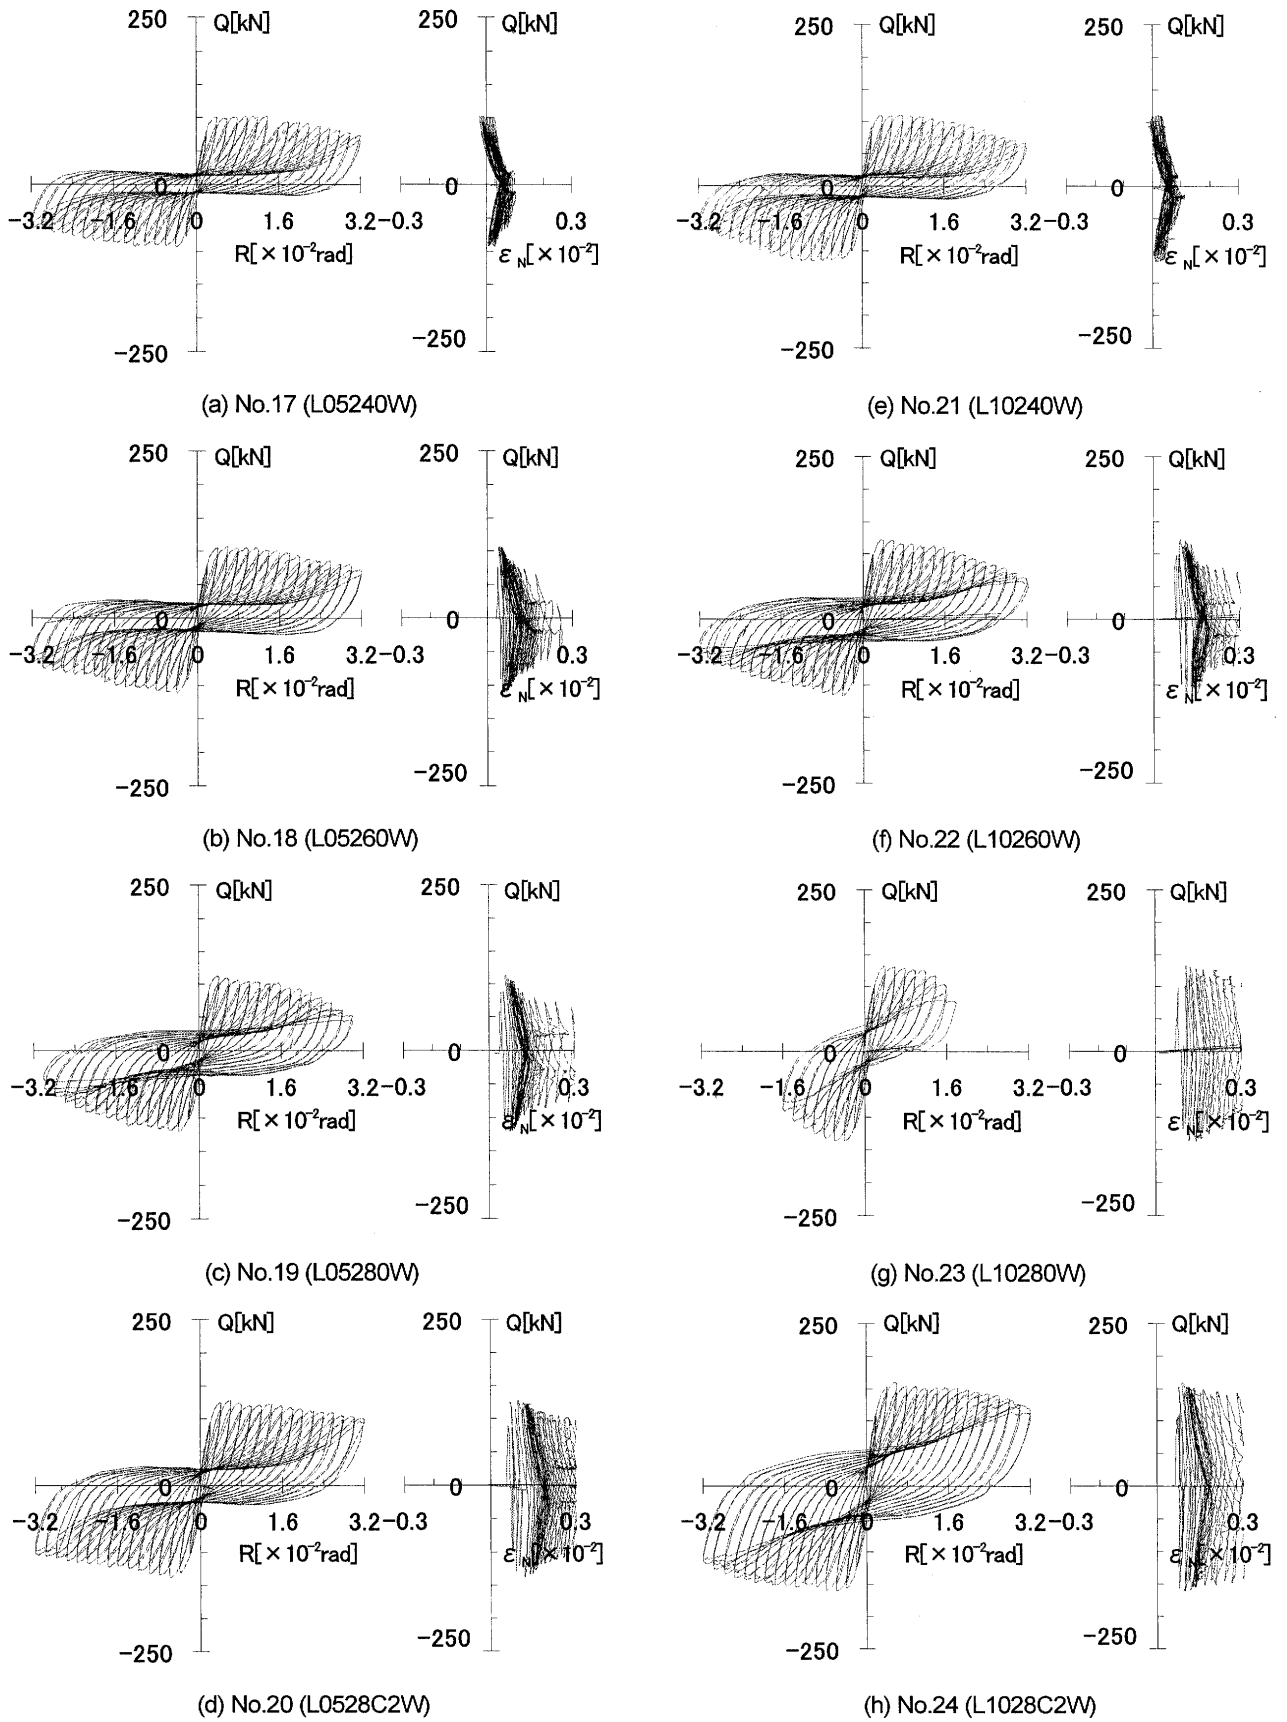 250 Q[kN] 250 Q[kN]
0 0
-3.2 -1.6 0 1.6 3.2 -0.3 0.3
R[×10⁻²rad] ε N[×10⁻²]
-250 -250
(a) No.17 (L05240W)
250 Q[kN] 250 Q[kN]
0 0
-3.2 -1.6 0 1.6 3.2 -0.3 0.3
R[×10⁻²rad] ε N[×10⁻²]
-250 -250
(e) No.21 (L10240W)
250 Q[kN] 250 Q[kN]
0 0
-3.2 -1.6 0 1.6 3.2 -0.3 0.3
R[×10⁻²rad] ε N[×10⁻²]
-250 -250
(b) No.18 (L05260W)
250 Q[kN] 250 Q[kN]
0 0
-3.2 -1.6 0 1.6 3.2 -0.3 0.3
R[×10⁻²rad] ε N[×10⁻²]
-250 -250
(f) No.22 (L10260W)
250 Q[kN] 250 Q[kN]
0 0
-3.2 -1.6 0 1.6 3.2 -0.3 0.3
R[×10⁻²rad] ε N[×10⁻²]
-250 -250
(c) No.19 (L05280W)
250 Q[kN] 250 Q[kN]
0 0
-3.2 -1.6 0 1.6 3.2 -0.3 0.3
R[×10⁻²rad] ε N[×10⁻²]
-250 -250
(g) No.23 (L10280W)
250 Q[kN] 250 Q[kN]
0 0
-3.2 -1.6 0 1.6 3.2 -0.3 0.3
R[×10⁻²rad] ε N[×10⁻²]
-250 -250
(d) No.20 (L0528C2W)
250 Q[kN] 250 Q[kN]
0 0
-3.2 -1.6 0 1.6 3.2 -0.3 0.3
R[×10⁻²rad] ε N[×10⁻²]
-250 -250
(h) No.24 (L1028C2W)